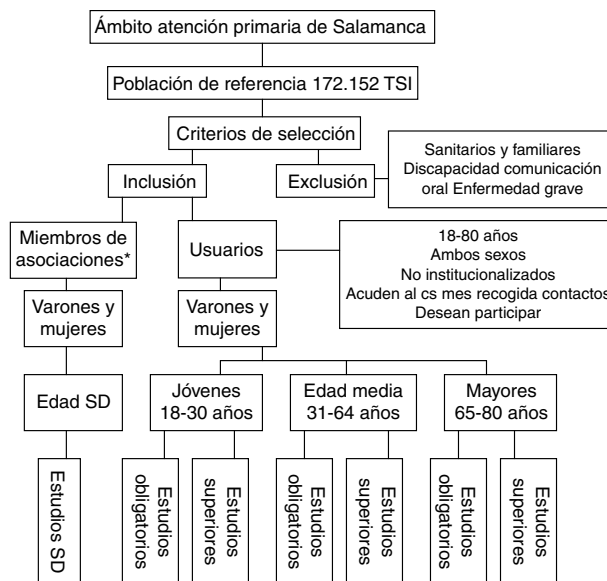 Ámbito atención primaria de Salamanca
Población de referencia 172.152 TSI
Criterios de selección
Inclusión
Exclusión
Sanitarios y familiares
Discapacidad comunicación
oral Enfermedad grave
Miembros de
asociaciones*
Usuarios
18-80 años
Ambos sexos
No institucionalizados
Acuden al cs mes recogida contactos
Desean participar
Varones y
mujeres
Varones y
mujeres
Edad SD
Jóvenes
18-30 años
Edad media
31-64 años
Mayores
65-80 años
Estudios SD
Estudios
obligatorios
Estudios
superiores
Estudios
obligatorios
Estudios
superiores
Estudios
obligatorios
Estudios
superiores